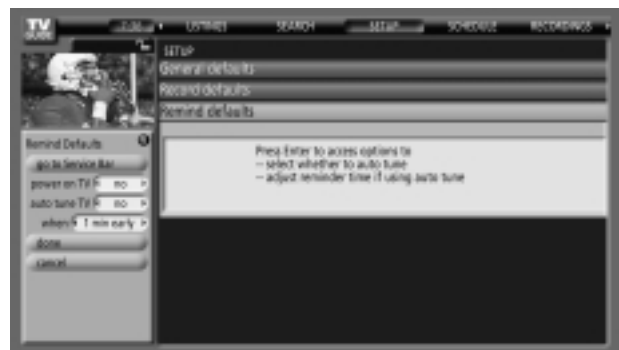 TV GUIDE
LISTINGS SEARCH SETUP SCHEDULE RECORDINGS
SETUP
General defaults
Record defaults
Remind defaults
Remind Defaults
go to Service Bar
power on TV no
auto tune TV no
when 1 min early
done
cancel
Press Enter to access options to
-- select whether to auto tune
-- adjust reminder time if using auto tune